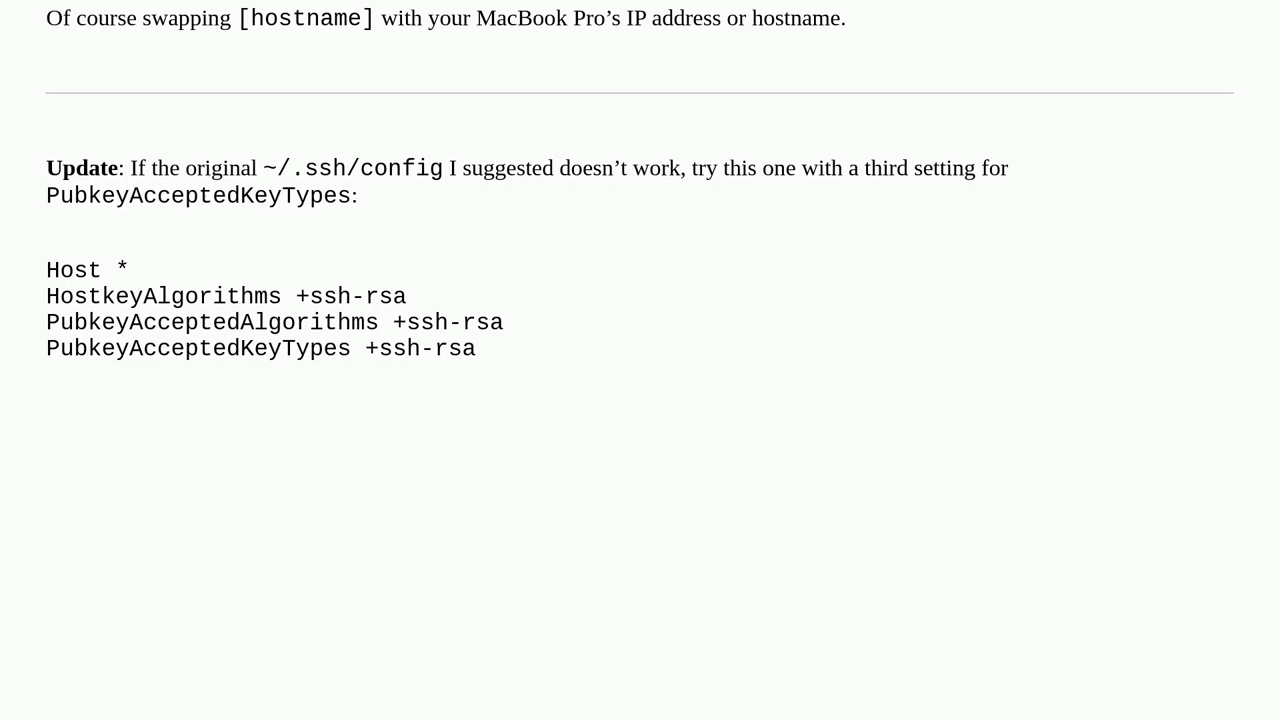 Of course swapping [hostname] with your MacBook Pro’s IP address or hostname.
Update: If the original ~/.ssh/config I suggested doesn’t work, try this one with a third setting for
PubkeyAcceptedKeyTypes:
Host *
HostkeyAlgorithms +ssh-rsa
PubkeyAcceptedAlgorithms +ssh-rsa
PubkeyAcceptedKeyTypes +ssh-rsa